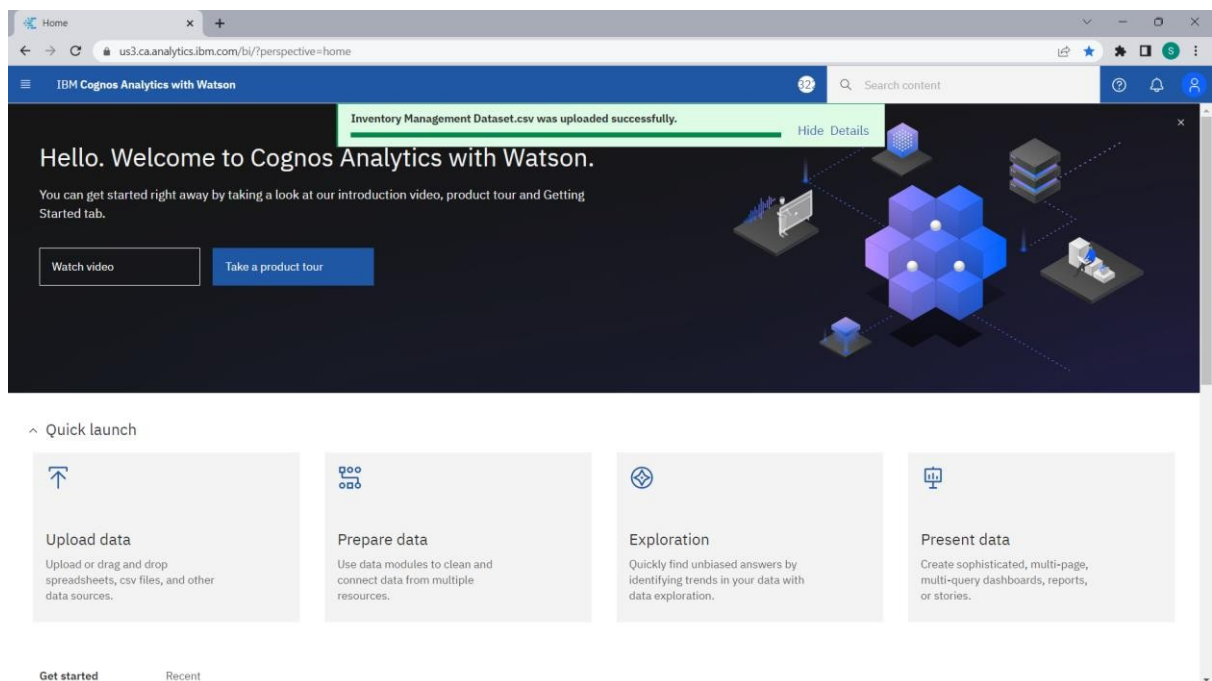 Home
us3.ca.analytics.ibm.com/bi/?perspective=home
S
IBM Cognos Analytics with Watson
Search content
Inventory Management Dataset.csv was uploaded successfully.
Hide Details
Hello. Welcome to Cognos Analytics with Watson.
You can get started right away by taking a look at our introduction video, product tour and Getting
Started tab.
Watch video
Take a product tour
Quick launch
Upload data
Upload or drag and drop
spreadsheets, csv files, and other
data sources.
Prepare data
Use data modules to clean and
connect data from multiple
resources.
Exploration
Quickly find unbiased answers by
identifying trends in your data with
data exploration.
Present data
Create sophisticated, multi-page,
multi-query dashboards, reports,
or stories.
Get started
Recent